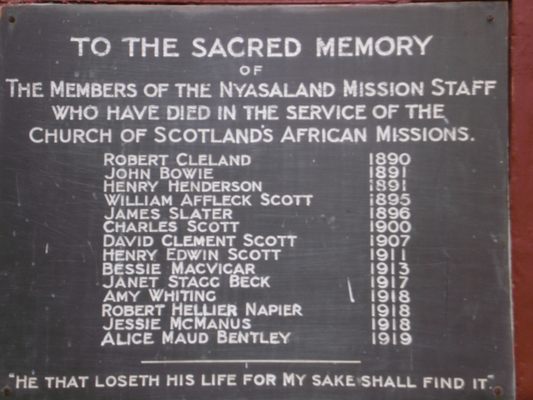 TO THE SACRED MEMORY
OF
THE MEMBERS OF THE NYASALAND MISSION STAFF
WHO HAVE DIED IN THE SERVICE OF THE
CHURCH OF SCOTLAND'S AFRICAN MISSIONS.
ROBERT CLELAND 1890
JOHN BOWIE 1891
HENRY HENDERSON 1891
WILLIAM AFFLECK SCOTT 1895
JAMES SLATER 1896
CHARLES SCOTT 1900
DAVID CLEMENT SCOTT 1907
HENRY EDWIN SCOTT 1911
BESSIE MACVICAR 1913
JANET STAGG BECK 1917
AMY WHITING 1918
ROBERT HELLIER NAPIER 1918
JESSIE MCMANUS 1918
ALICE MAUD BENTLEY 1919
"HE THAT LOSETH HIS LIFE FOR MY SAKE SHALL FIND IT."